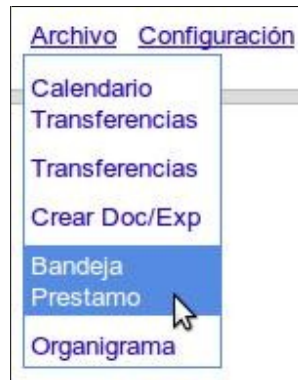 Archivo Configuración
Calendario
Transferencias
Transferencias
Crear Doc/Exp
Bandeja
Prestamo
Organigrama